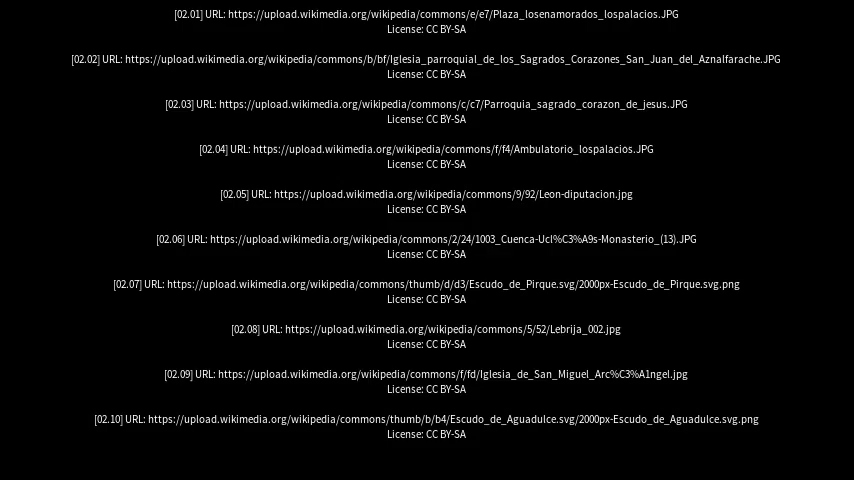 [02.01] URL: https://upload.wikimedia.org/wikipedia/commons/e/e7/Plaza_losenamorados_lospalacios.JPG
License: CC BY-SA
[02.02] URL: https://upload.wikimedia.org/wikipedia/commons/b/bf/Iglesia_parroquial_de_los_Sagrados_Corazones_San_Juan_del_Aznalfarache.JPG
License: CC BY-SA
[02.03] URL: https://upload.wikimedia.org/wikipedia/commons/c/c7/Parroquia_sagrado_corazon_de_jesus.JPG
License: CC BY-SA
[02.04] URL: https://upload.wikimedia.org/wikipedia/commons/f/f4/Ambulatorio_lospalacios.JPG
License: CC BY-SA
[02.05] URL: https://upload.wikimedia.org/wikipedia/commons/9/92/Leon-diputacion.jpg
License: CC BY-SA
[02.06] URL: https://upload.wikimedia.org/wikipedia/commons/2/24/1003_Cuenca-Ucl%C3%A9s-Monasterio_(13).JPG
License: CC BY-SA
[02.07] URL: https://upload.wikimedia.org/wikipedia/commons/thumb/d/d3/Escudo_de_Pirque.svg/2000px-Escudo_de_Pirque.svg.png
License: CC BY-SA
[02.08] URL: https://upload.wikimedia.org/wikipedia/commons/5/52/Lebrija_002.jpg
License: CC BY-SA
[02.09] URL: https://upload.wikimedia.org/wikipedia/commons/f/fd/Iglesia_de_San_Miguel_Arc%C3%A1ngel.jpg
License: CC BY-SA
[02.10] URL: https://upload.wikimedia.org/wikipedia/commons/thumb/b/b4/Escudo_de_Aguadulce.svg/2000px-Escudo_de_Aguadulce.svg.png
License: CC BY-SA